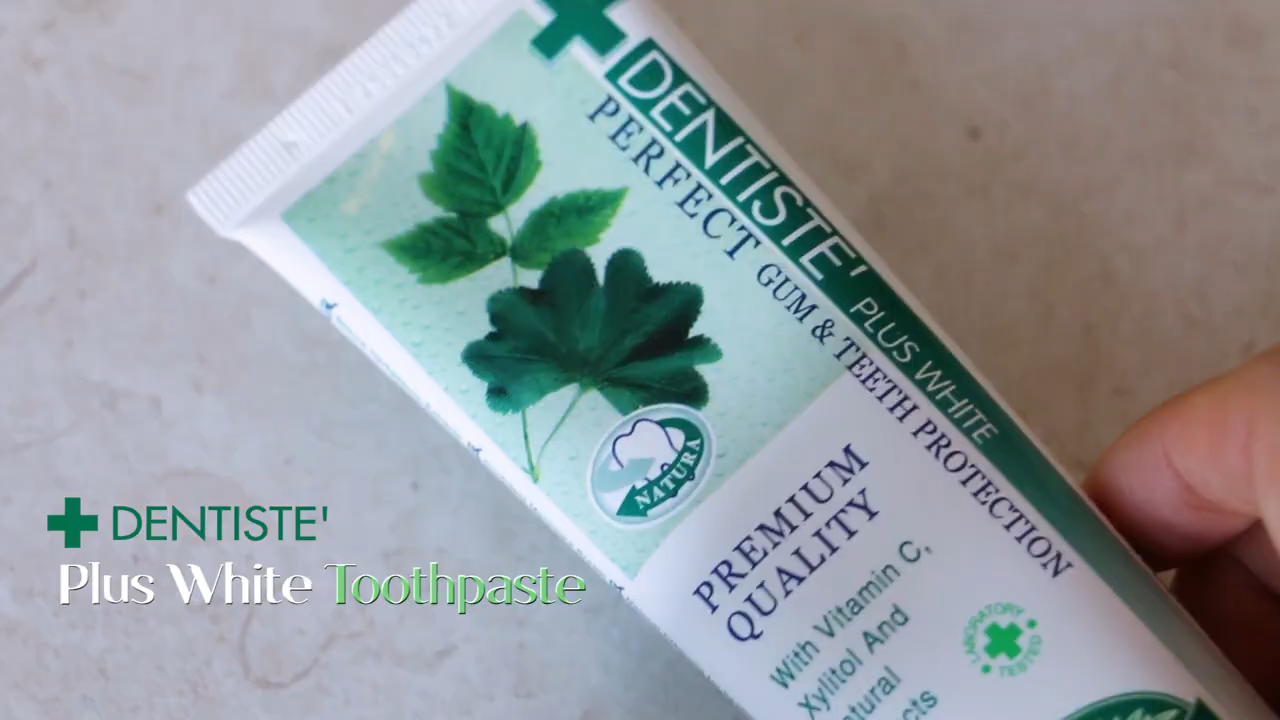 DENTISTE' PLUS WHITE
PERFECT GUM & TEETH PROTECTION
NATURA
PREMIUM
QUALITY
With Vitamin C,
Xylitol And
LABORATORY
TESTED
DENTISTE'
Plus White Toothpaste